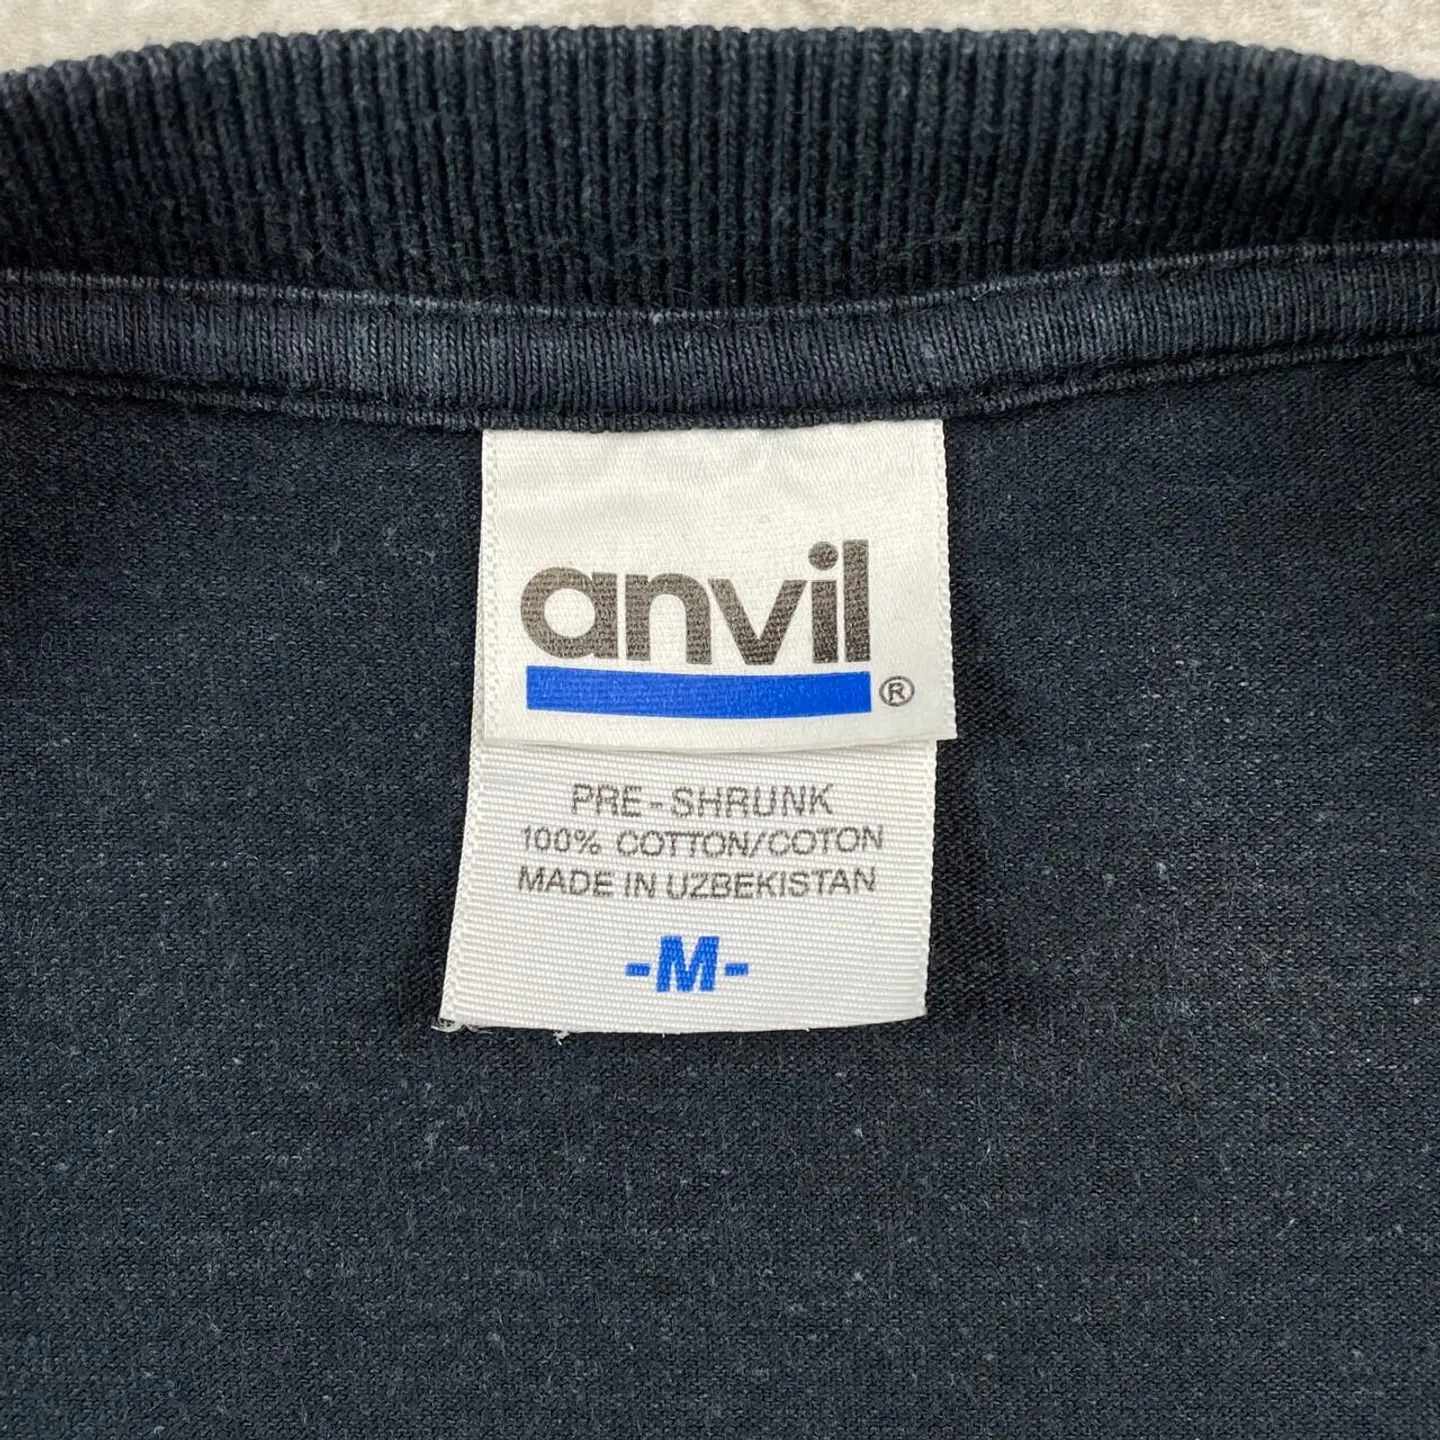 anvil
®
PRE-SHRUNK
100% COTTON/COTON
MADE IN UZBEKISTAN
-M-